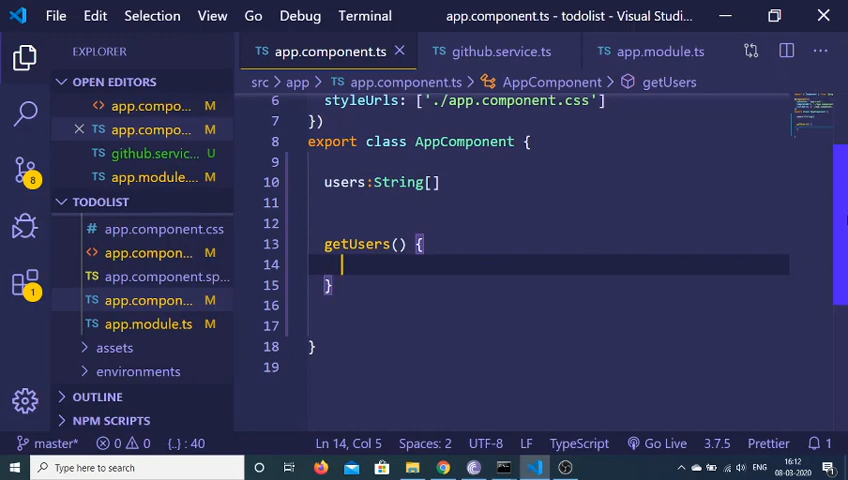 File Edit Selection View Go Debug Terminal app.component.ts - todolist - Visual Studi...
EXPLORER
TS app.component.ts
TS github.service.ts
TS app.module.ts
OPEN EDITORS
src > app > TS app.component.ts > AppComponent > getUsers
<> app.compo... M
TS app.compo... M
github.servic... U
TS app.module.... M
TODOLIST
# app.component.css
<> app.compon... M
TS app.component.sp...
TS app.compon... M
TS app.module.ts M
assets
environments
OUTLINE
NPM SCRIPTS
8
1
6 styleUrls: ['./app.component.css']
7 })
8 export class AppComponent {
9
10 users:String[]
11
12
13 getUsers() {
14
15 }
16
17
18 }
19
master* 0 0 {..} : 40 Ln 14, Col 5 Spaces: 2 UTF-8 LF TypeScript Go Live 3.7.5 Prettier 1
Type here to search
ENG
16:12
08-03-2020